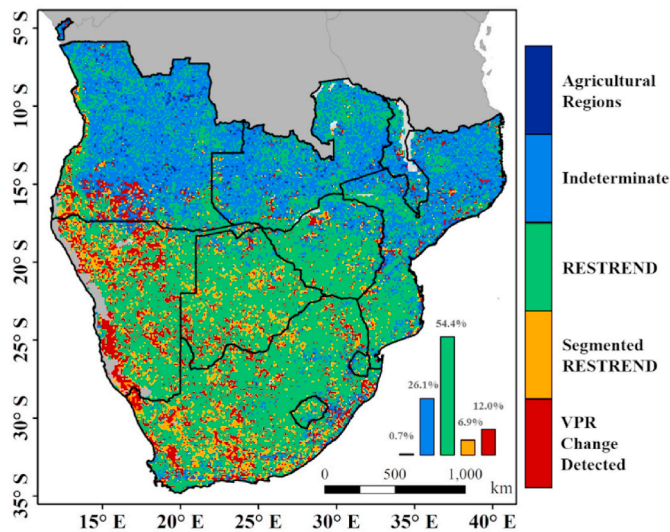 5° S
10° S
15° S
20° S
25° S
30° S
35° S
15° E
20° E
25° E
30° E
35° E
40° E
0.7%
26.1%
54.4%
6.9%
12.0%
0
500
1,000
km
Agricultural
Regions
Indeterminate
RESTREND
Segmented
RESTREND
VPR
Change
Detected